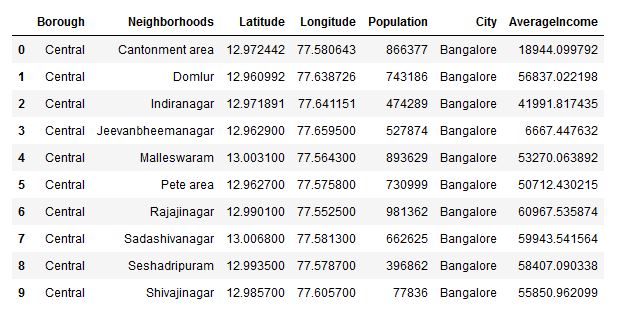 Borough Neighborhoods Latitude Longitude Population City AverageIncome
0 Central Cantonment area 12.972442 77.580643 866377 Bangalore 18944.099792
1 Central Domlur 12.960992 77.638726 743186 Bangalore 56837.022198
2 Central Indiranagar 12.971891 77.641151 474289 Bangalore 41991.817435
3 Central Jeevanbheemanagar 12.962900 77.659500 527874 Bangalore 6667.447632
4 Central Malleswaram 13.003100 77.564300 893629 Bangalore 53270.063892
5 Central Pete area 12.962700 77.575800 730999 Bangalore 50712.430215
6 Central Rajajinagar 12.990100 77.552500 981362 Bangalore 60967.535874
7 Central Sadashivanagar 13.006800 77.581300 662625 Bangalore 59943.541564
8 Central Seshadripuram 12.993500 77.578700 396862 Bangalore 58407.090338
9 Central Shivajinagar 12.985700 77.605700 77836 Bangalore 55850.962099